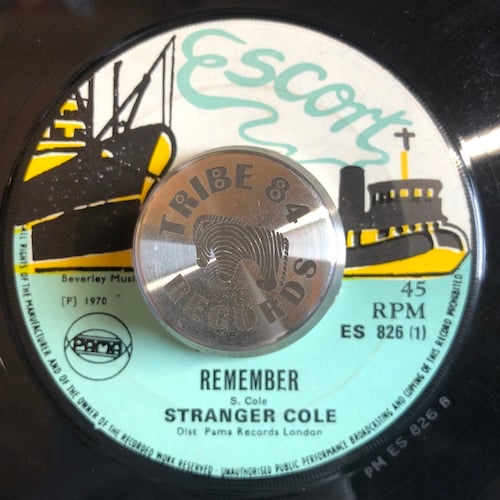 Escort
TRIBE 84
RECORDS
Beverley Musi
[P] 1970
PAMA
45
RPM
ES 826 (1)
REMEMBER
S. Cole
STRANGER COLE
Dist Pama Records London
ALL RIGHTS OF THE MANUFACTURER AND OF THE OWNER OF THE RECORDED WORK RESERVED - UNAUTHORISED PUBLIC PERFORMANCE BROADCASTING AND COPYING OF THIS RECORD PROHIBITED
PM ES 826 B